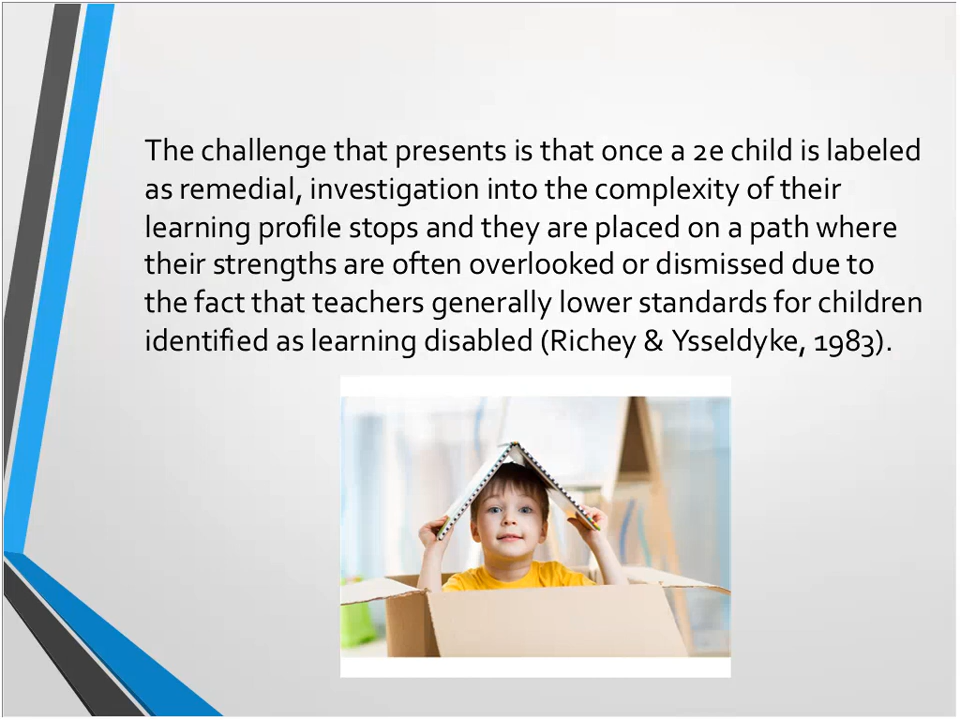 The challenge that presents is that once a 2e child is labeled
as remedial, investigation into the complexity of their
learning profile stops and they are placed on a path where
their strengths are often overlooked or dismissed due to
the fact that teachers generally lower standards for children
identified as learning disabled (Richey & Ysseldyke, 1983).